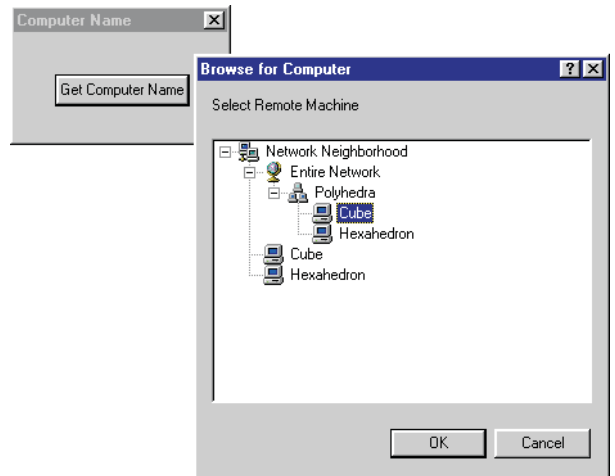 Computer Name
Get Computer Name
Browse for Computer
Select Remote Machine
Network Neighborhood
Entire Network
Polyhedra
Cube
Hexahedron
Cube
Hexahedron
OK
Cancel